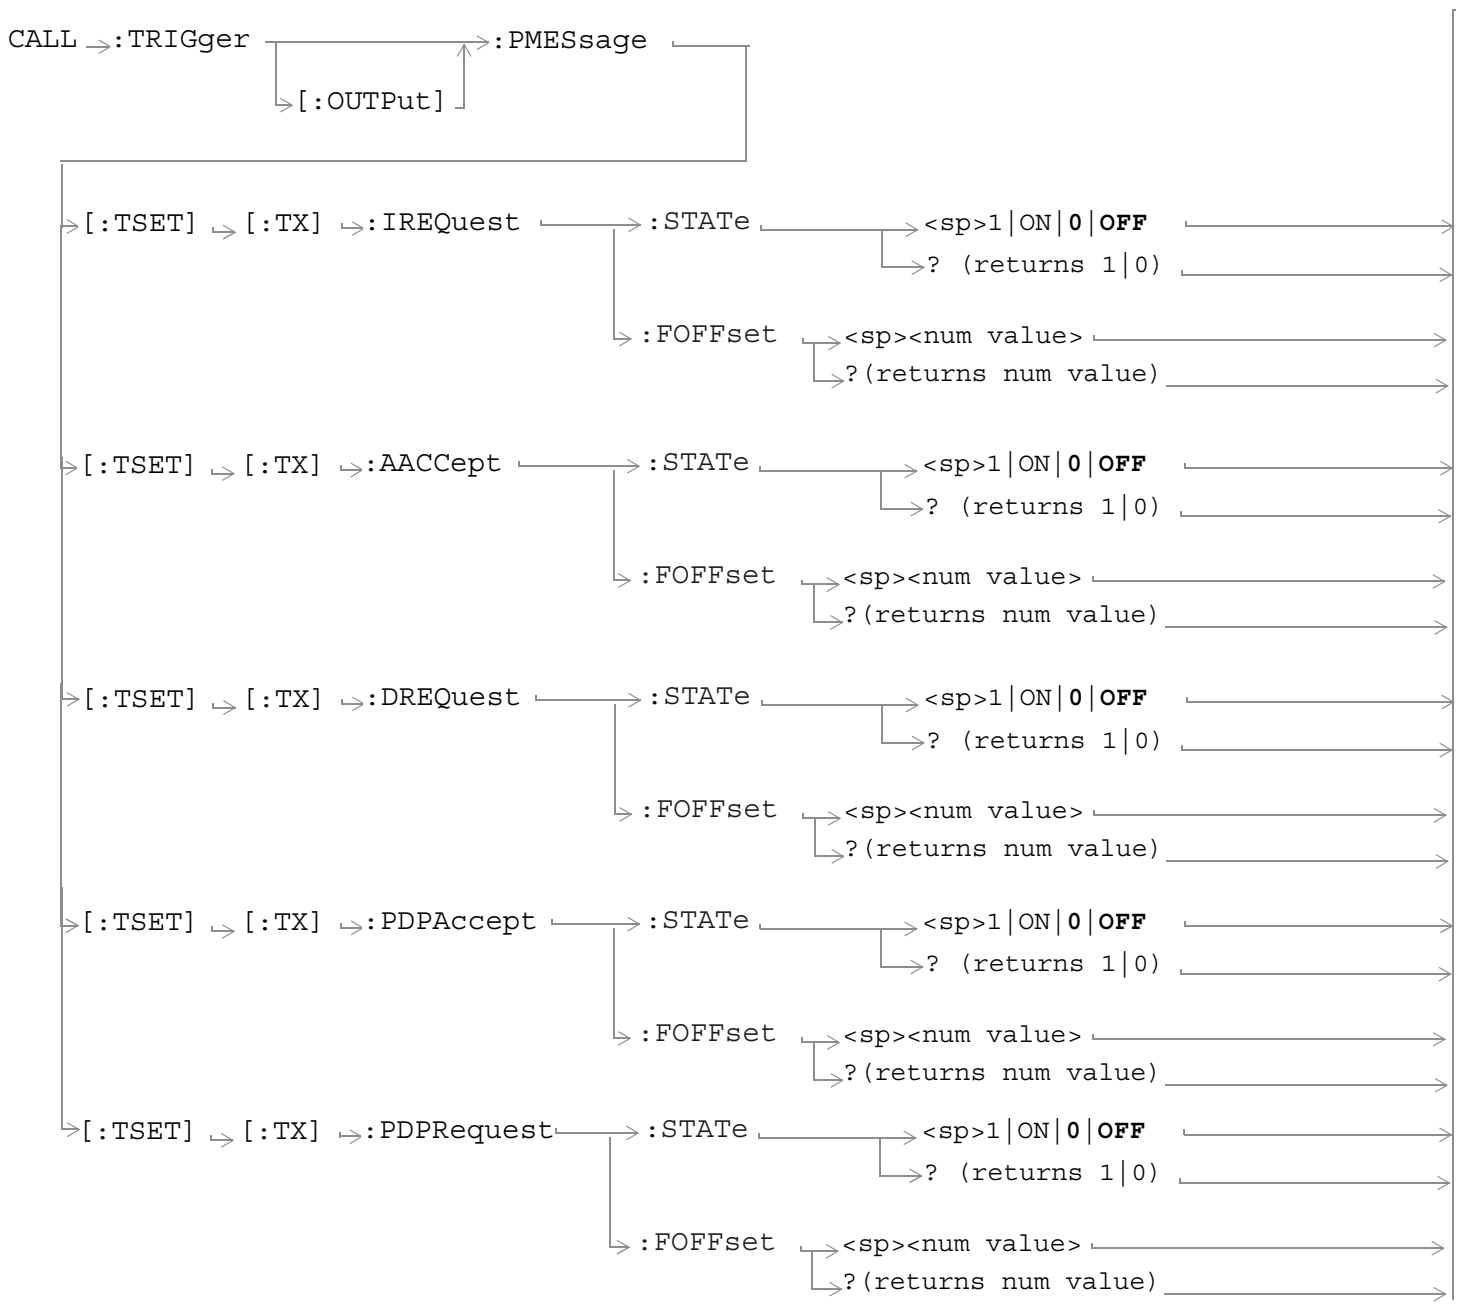 CALL :TRIGger :PMESsage
[:OUTPut]
[:TSET] [:TX] :IREQuest :STATe <sp>1|ON|0|OFF
? (returns 1|0)
:FOFFset <sp><num value>
?(returns num value)
[:TSET] [:TX] :AACCept :STATe <sp>1|ON|0|OFF
? (returns 1|0)
:FOFFset <sp><num value>
?(returns num value)
[:TSET] [:TX] :DREQuest :STATe <sp>1|ON|0|OFF
? (returns 1|0)
:FOFFset <sp><num value>
?(returns num value)
[:TSET] [:TX] :PDPAccept :STATe <sp>1|ON|0|OFF
? (returns 1|0)
:FOFFset <sp><num value>
?(returns num value)
[:TSET] [:TX] :PDPRequest :STATe <sp>1|ON|0|OFF
? (returns 1|0)
:FOFFset <sp><num value>
?(returns num value)